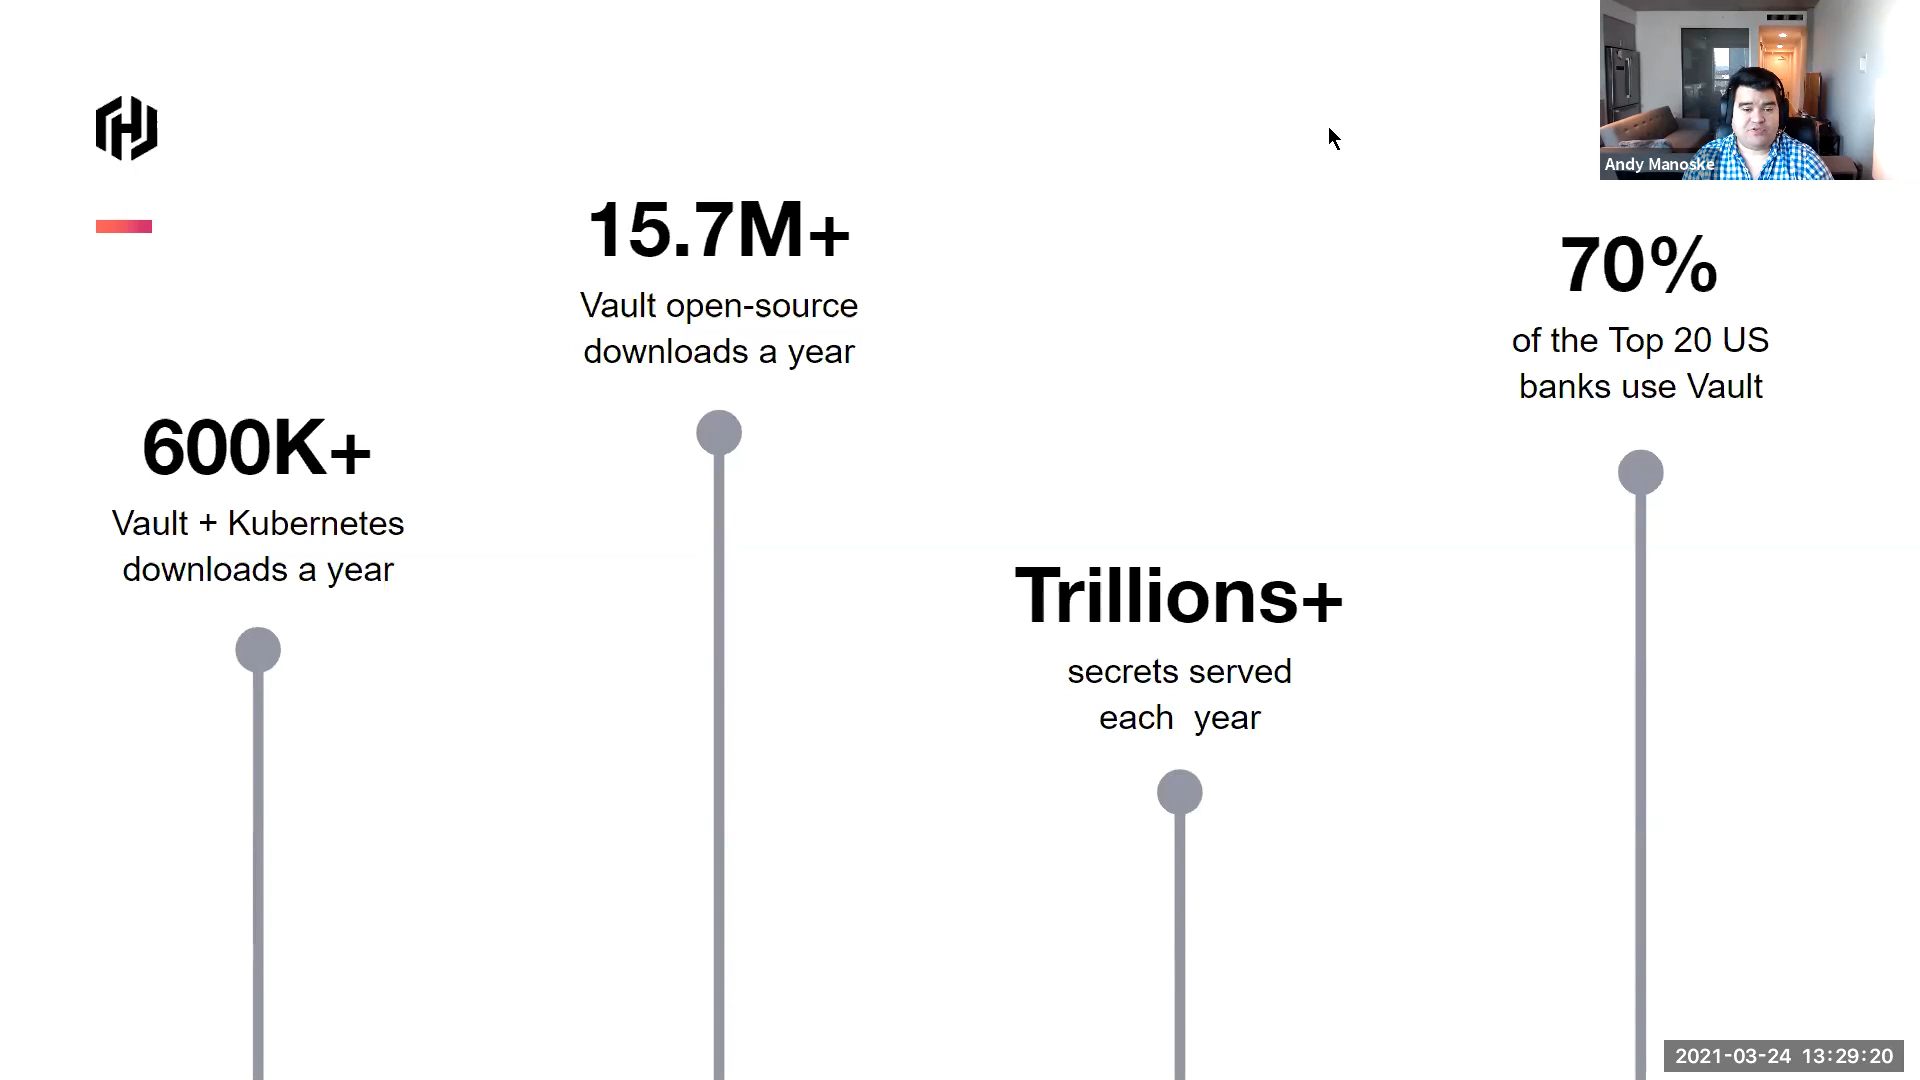 Andy Manoske
600K+
Vault + Kubernetes
downloads a year
15.7M+
Vault open-source
downloads a year
Trillions+
secrets served
each  year
70%
of the Top 20 US
banks use Vault
2021-03-24 13:29:20